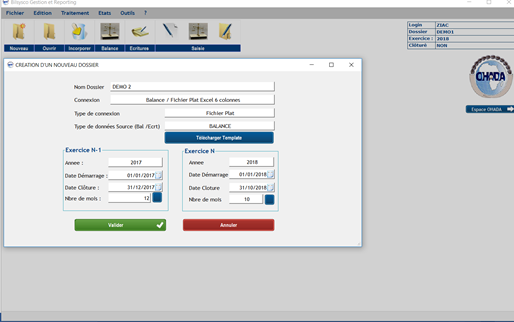 BIspace Gestion et Reporting
Fichier Edition Traitement Etats Outils ?
Nouveau Ouvrir Incorporer Balance Ecritures Saisie
Login ZIAC
Dossier DEMO1
Exercice : 2018
Clôturé NON
OHADA
Espace OHADA
CREATION D'UN NOUVEAU DOSSIER
Nom Dossier DEMO 2
Connexion Balance / Fichier Plat Excel 6 colonnes
Type de connexion Fichier Plat
Type de données Source (Bal /Ecrt) BALANCE
Télécharger Template
Exercice N-1 Exercice N
Annee : 2017 Annee 2018
Date Démarrage : 01/01/2017 Date Démarrage 01/01/2018
Date Clôture : 31/12/2017 Date Cloture 31/10/2018
Nbre de mois : 12 Nbre de mois 10
Valider Annuler